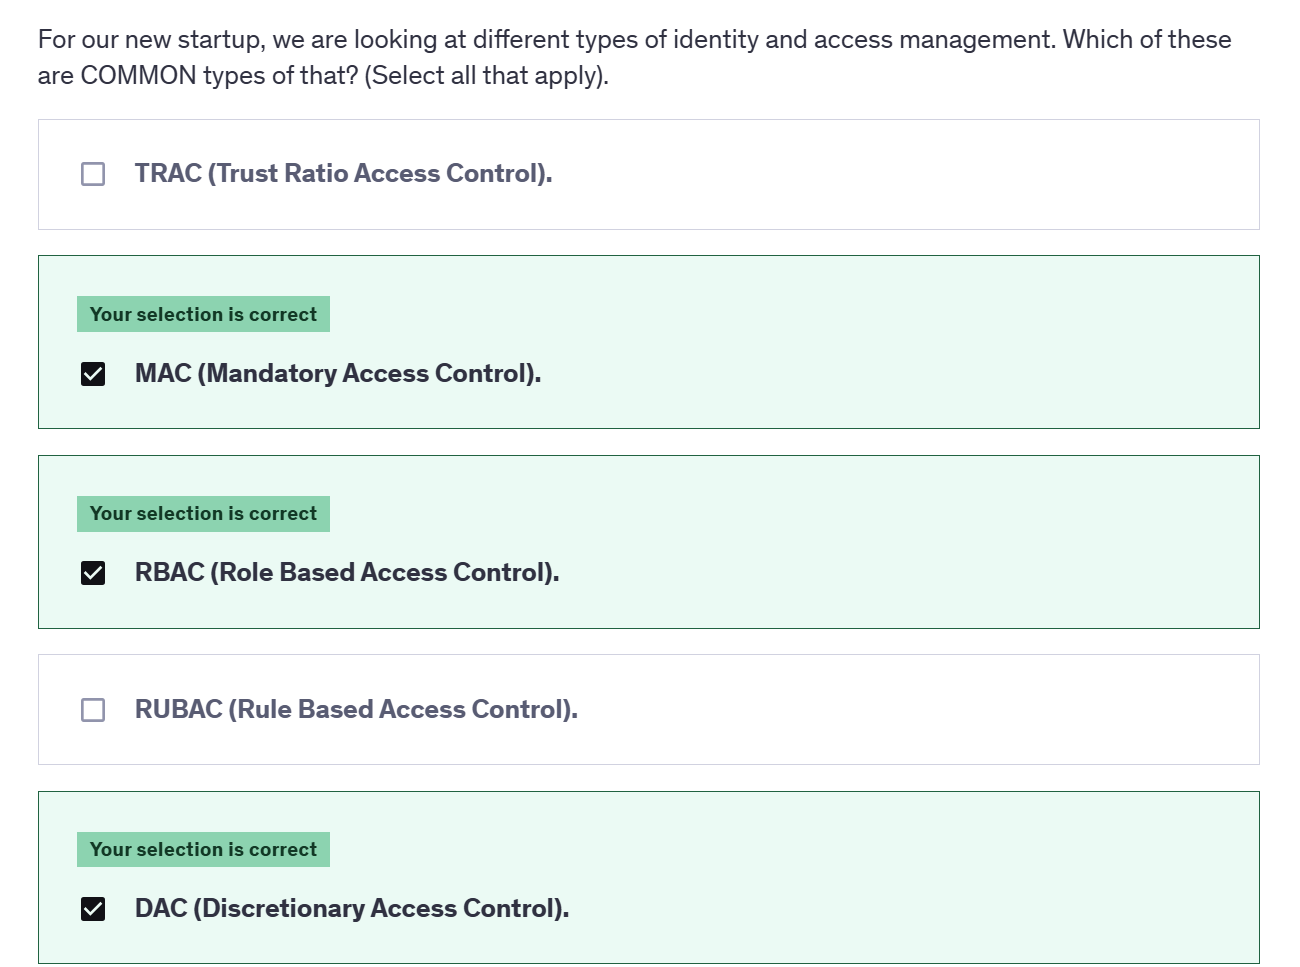 For our new startup, we are looking at different types of identity and access management. Which of these
are COMMON types of that? (Select all that apply).
TRAC (Trust Ratio Access Control).
Your selection is correct
MAC (Mandatory Access Control).
Your selection is correct
RBAC (Role Based Access Control).
RUBAC (Rule Based Access Control).
Your selection is correct
DAC (Discretionary Access Control).